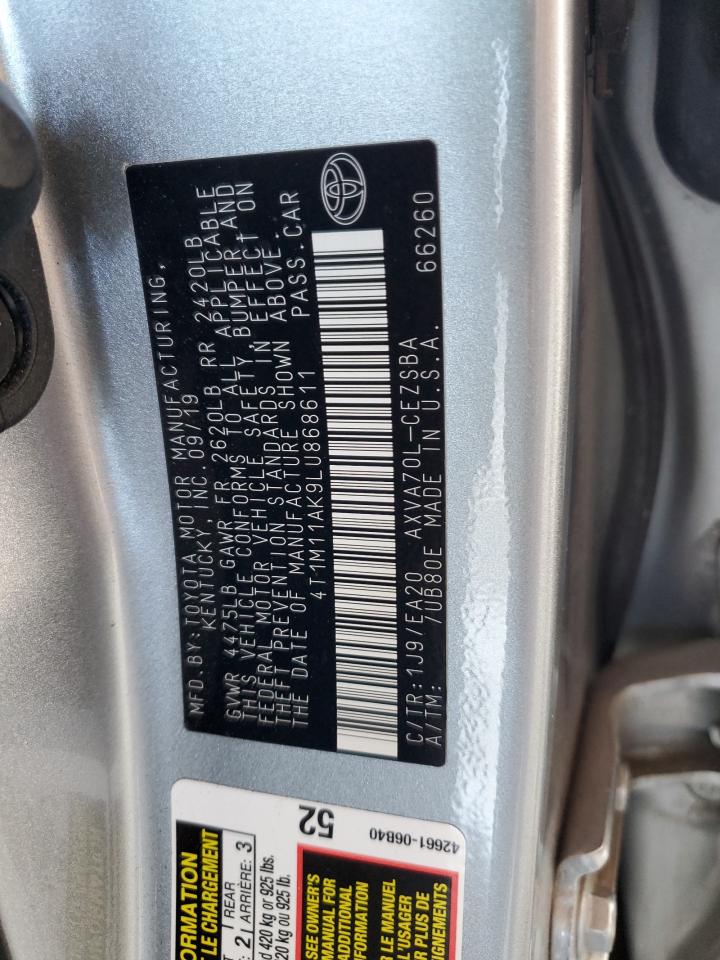 MFD. BY: TOYOTA MOTOR MANUFACTURING,
KENTUCKY, INC. 09/19
GVWR 4475LB GAWR FR 2620LB RR 2420LB
THIS VEHICLE CONFORMS TO ALL APPLICABLE
FEDERAL MOTOR VEHICLE SAFETY, BUMPER AND
THEFT PREVENTION STANDARDS IN EFFECT ON
THE DATE OF MANUFACTURE SHOWN ABOVE.
4T1M11AK9LU868611 PASS.CAR
C/TR:1J9/EA20 AXVA70L-CEZSBA 66260
A/TM: /UB80E MADE IN U.S.A.
52
42661-06B40
ORMATION
LE CHARGEMENT
REAR
2 ARRIÈRE: 3
d 420 kg or 925 lbs.
20 kg ou 925 lb.
SEE OWNER'S
MANUAL FOR
ADDITIONAL
INFORMATION
R LE MANUEL
L'USAGER
R PLUS DE
EIGNEMENTS